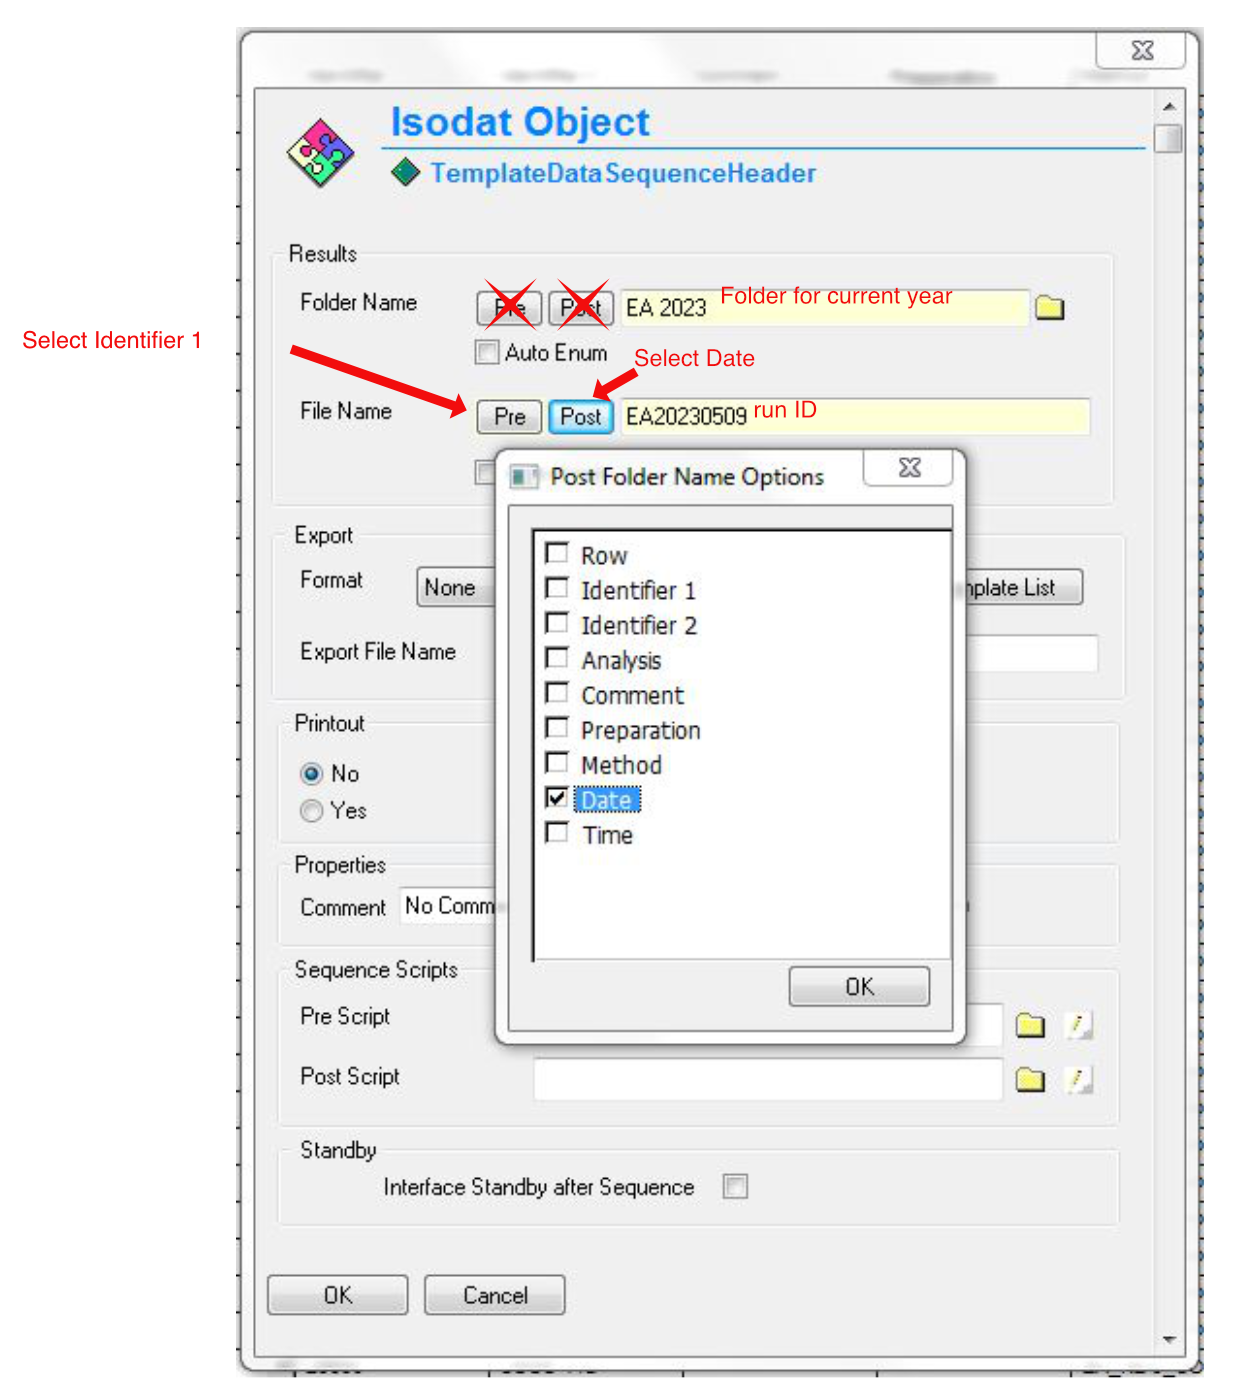 Isodat Object
TemplateDataSequenceHeader
Results
Folder Name Pre Post EA 2023 Folder for current year
Select Identifier 1
Auto Enum Select Date
File Name Pre Post EA20230509 run ID
Post Folder Name Options
Export
Row
Format None Identifier 1 nplate List
Identifier 2
Export File Name Analysis
Comment
Printout Preparation
No Method
Yes Date
Time
Properties
Comment No Comm
Sequence Scripts
OK
Pre Script
Post Script
Standby
Interface Standby after Sequence
OK Cancel